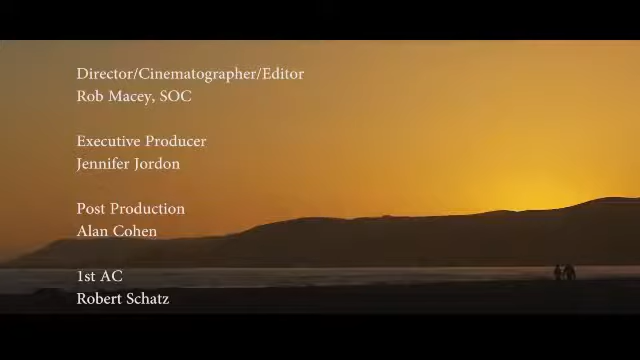 Director/Cinematographer/Editor
Rob Macey, SOC
Executive Producer
Jennifer Jordon
Post Production
Alan Cohen
1st AC
Robert Schatz